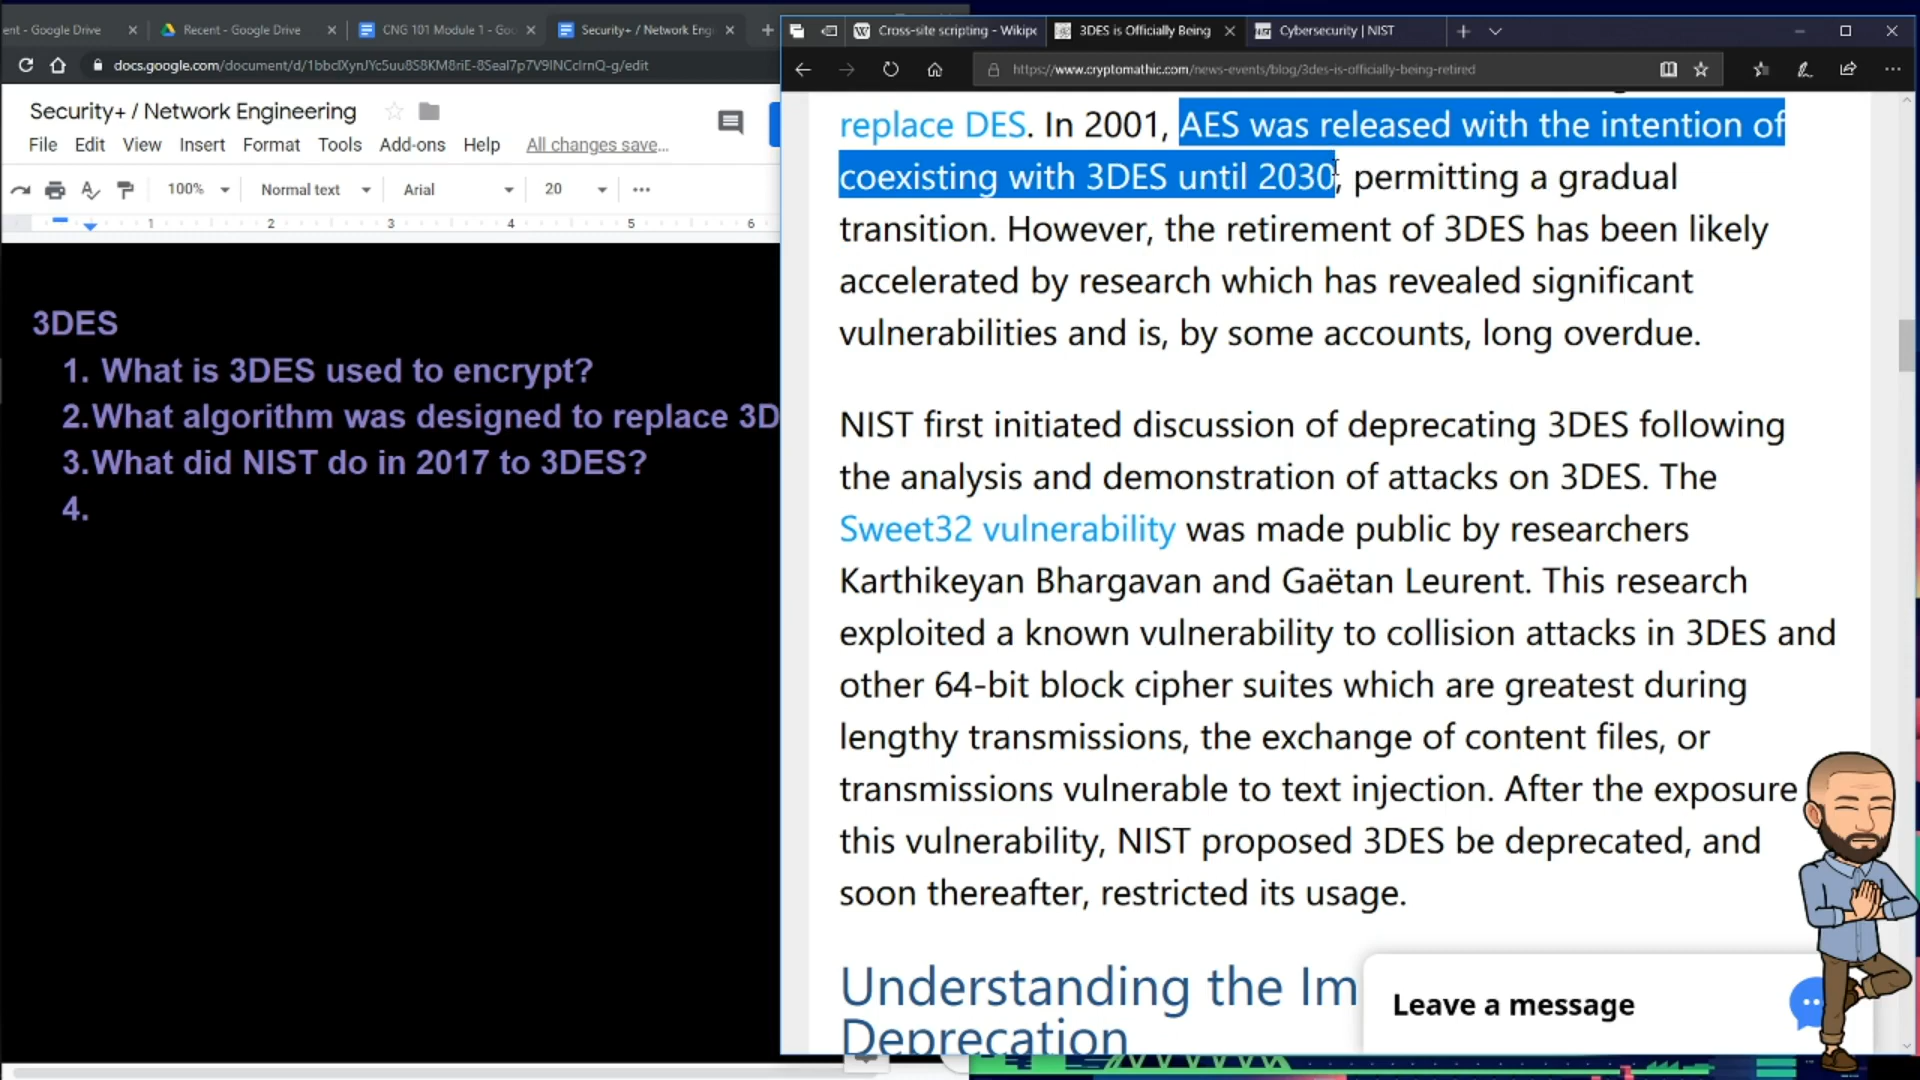 ent - Google Drive
Recent - Google Drive
CNG 101 Module 1 - Goo
Security+ / Network Eng
docs.google.com/document/d/1bbclXynJYc5uu8S8KM8riE-8Seal7p7V9INCclrnQ-g/edit
Security+ / Network Engineering
File Edit View Insert Format Tools Add-ons Help All changes save...
100% Normal text Arial 20
1 2 3 4 5 6
3DES
1. What is 3DES used to encrypt?
2.What algorithm was designed to replace 3D
3.What did NIST do in 2017 to 3DES?
4.
Cross-site scripting - Wikipe
3DES is Officially Being
Cybersecurity | NIST
https://www.cryptomathic.com/news-events/blog/3des-is-officially-being-retired
replace DES. In 2001, AES was released with the intention of
coexisting with 3DES until 2030, permitting a gradual
transition. However, the retirement of 3DES has been likely
accelerated by research which has revealed significant
vulnerabilities and is, by some accounts, long overdue.
NIST first initiated discussion of deprecating 3DES following
the analysis and demonstration of attacks on 3DES. The
Sweet32 vulnerability was made public by researchers
Karthikeyan Bhargavan and Gaëtan Leurent. This research
exploited a known vulnerability to collision attacks in 3DES and
other 64-bit block cipher suites which are greatest during
lengthy transmissions, the exchange of content files, or
transmissions vulnerable to text injection. After the exposure
this vulnerability, NIST proposed 3DES be deprecated, and
soon thereafter, restricted its usage.
Understanding the Im
Deprecation
Leave a message